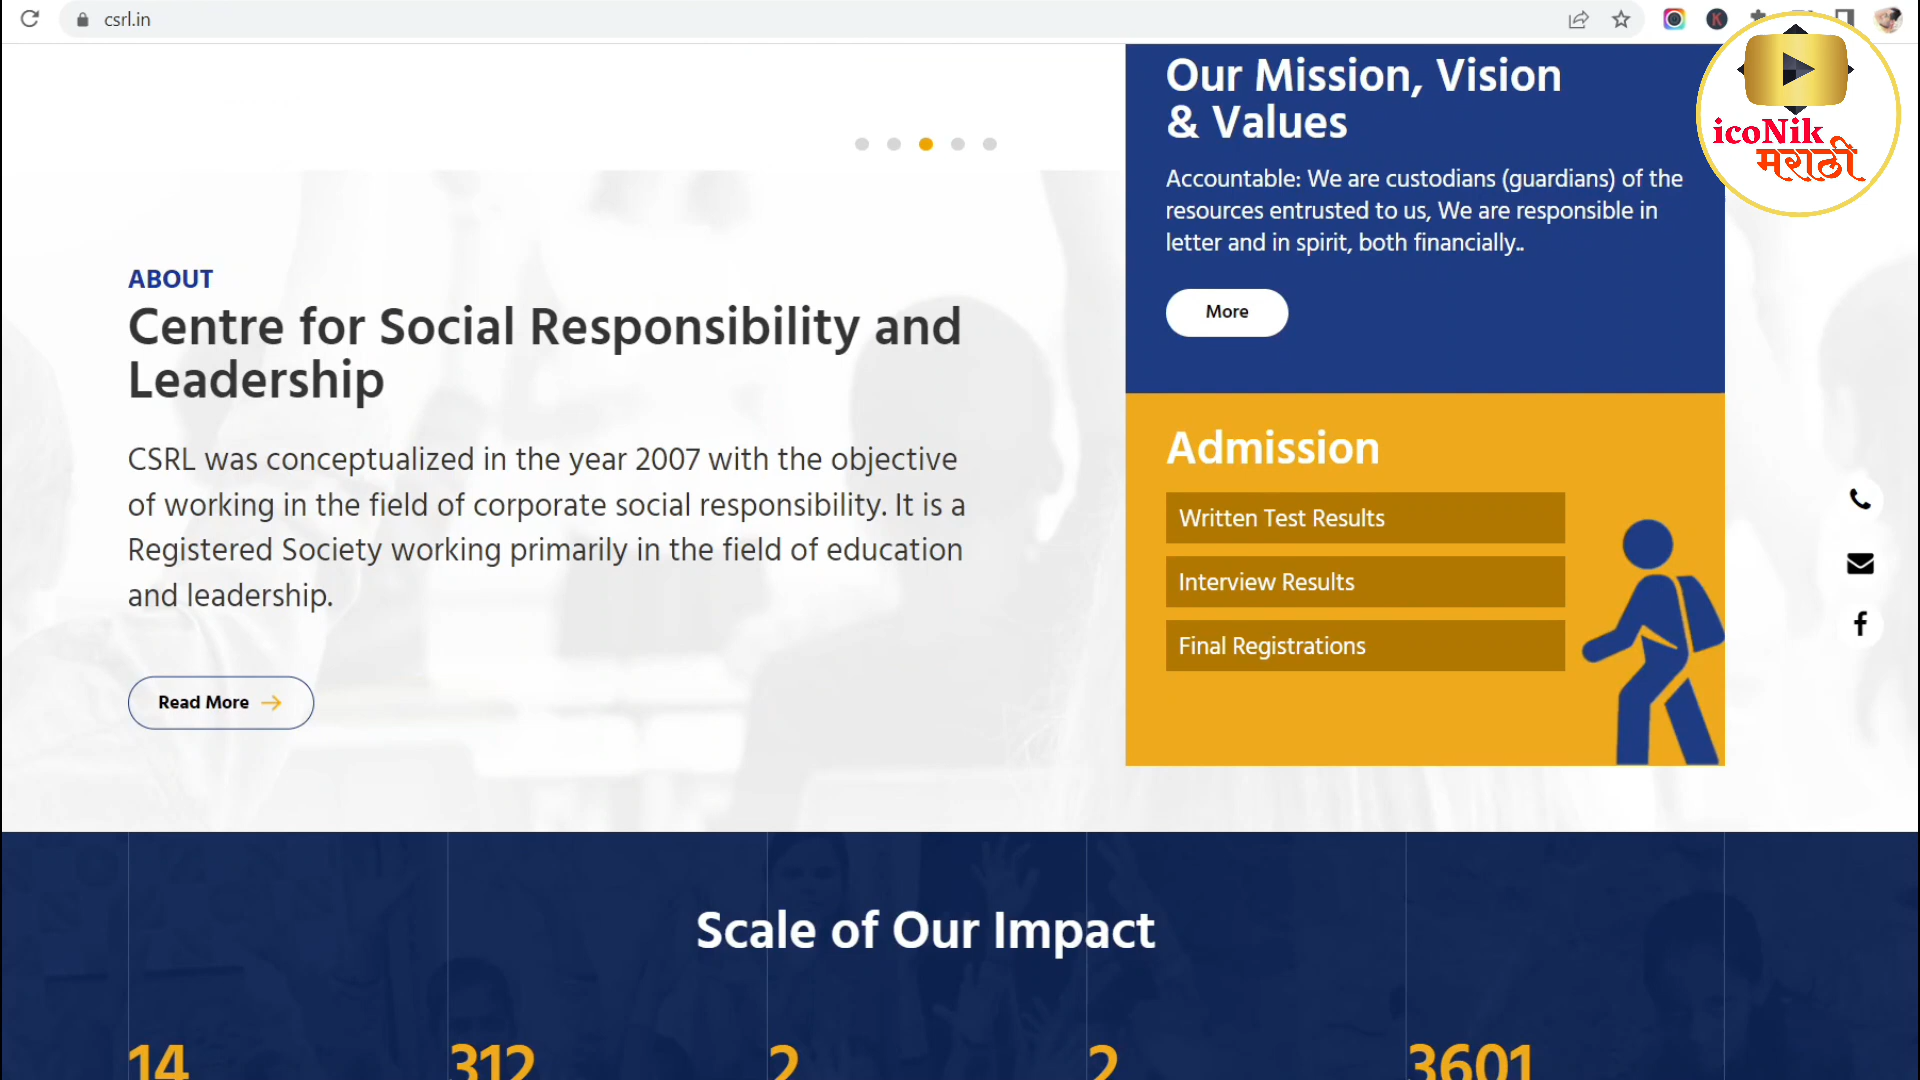 csrl.in
K
icoNik
मराठी
Our Mission, Vision
& Values
Accountable: We are custodians (guardians) of the
resources entrusted to us, We are responsible in
letter and in spirit, both financially..
More
ABOUT
Centre for Social Responsibility and
Leadership
CSRL was conceptualized in the year 2007 with the objective
of working in the field of corporate social responsibility. It is a
Registered Society working primarily in the field of education
and leadership.
Read More
Admission
Written Test Results
Interview Results
Final Registrations
Scale of Our Impact
14 312 2 2 3601